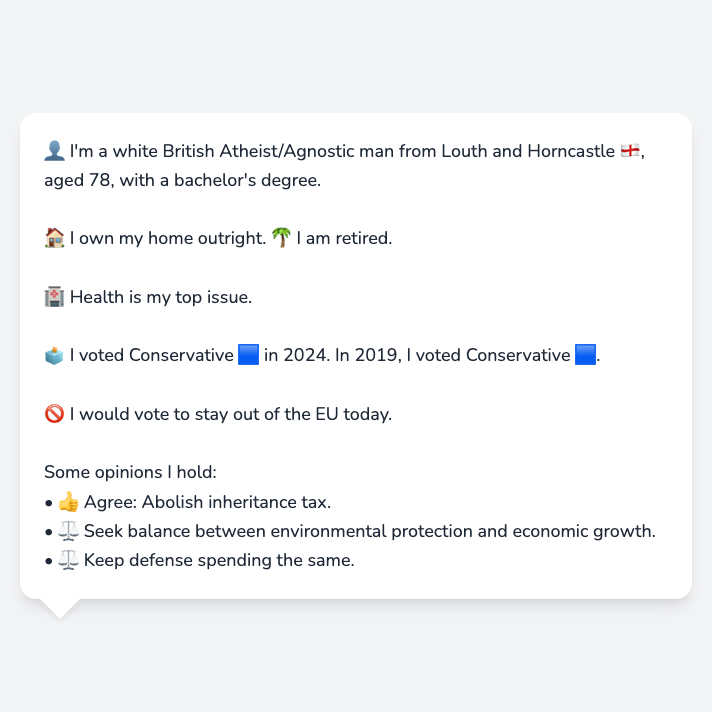 👤 I'm a white British Atheist/Agnostic man from Louth and Horncastle 🏴󠁧󠁢󠁥󠁮󠁧󠁿,
aged 78, with a bachelor's degree.
🏠 I own my home outright. 🌴 I am retired.
🏥 Health is my top issue.
🗳️ I voted Conservative 🟦 in 2024. In 2019, I voted Conservative 🟦.
🚫 I would vote to stay out of the EU today.
Some opinions I hold:
• 👍 Agree: Abolish inheritance tax.
• ⚖️ Seek balance between environmental protection and economic growth.
• ⚖️ Keep defense spending the same.